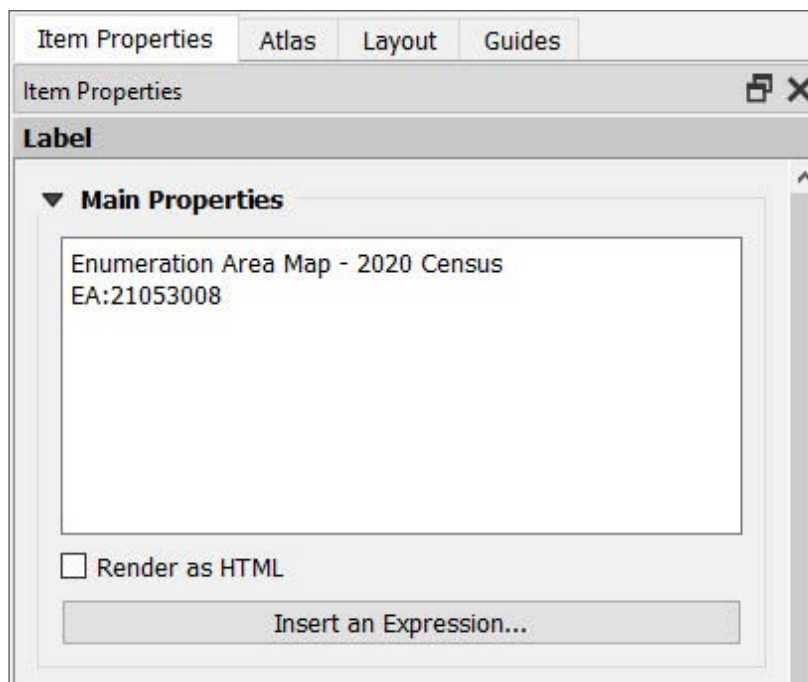 Item Properties Atlas Layout Guides
Item Properties
Label
Main Properties
Enumeration Area Map - 2020 Census
EA:21053008
Render as HTML
Insert an Expression...